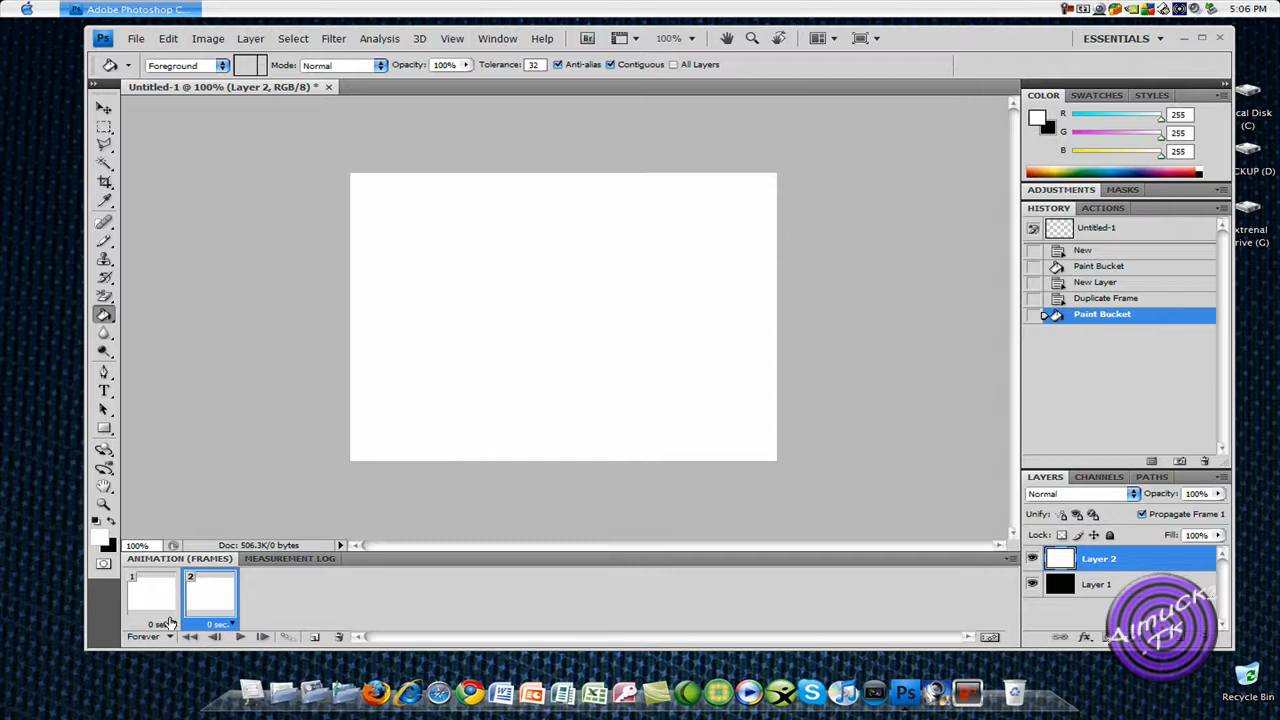 Adobe Photoshop C...
5:06 PM
Ps File Edit Image Layer Select Filter Analysis 3D View Window Help Br 100% ESSENTIALS
Foreground Mode: Normal Opacity: 100% Tolerance: 32 Anti-alias Contiguous All Layers
Untitled-1 @ 100% (Layer 2, RGB/8) *
COLOR SWATCHES STYLES
R 255
G 255
B 255
ADJUSTMENTS MASKS
HISTORY ACTIONS
Untitled-1
New
Paint Bucket
New Layer
Duplicate Frame
Paint Bucket
LAYERS CHANNELS PATHS
Normal Opacity: 100%
Unify: Propagate Frame 1
Lock: Fill: 100%
Layer 2
Layer 1
100% Doc: 506.3K/0 bytes
ANIMATION (FRAMES) MEASUREMENT LOG
1 2
0 sec. 0 sec.
Forever
cal Disk
(C)
CKUP (D)
xtrenal
rive (G)
Recycle Bin